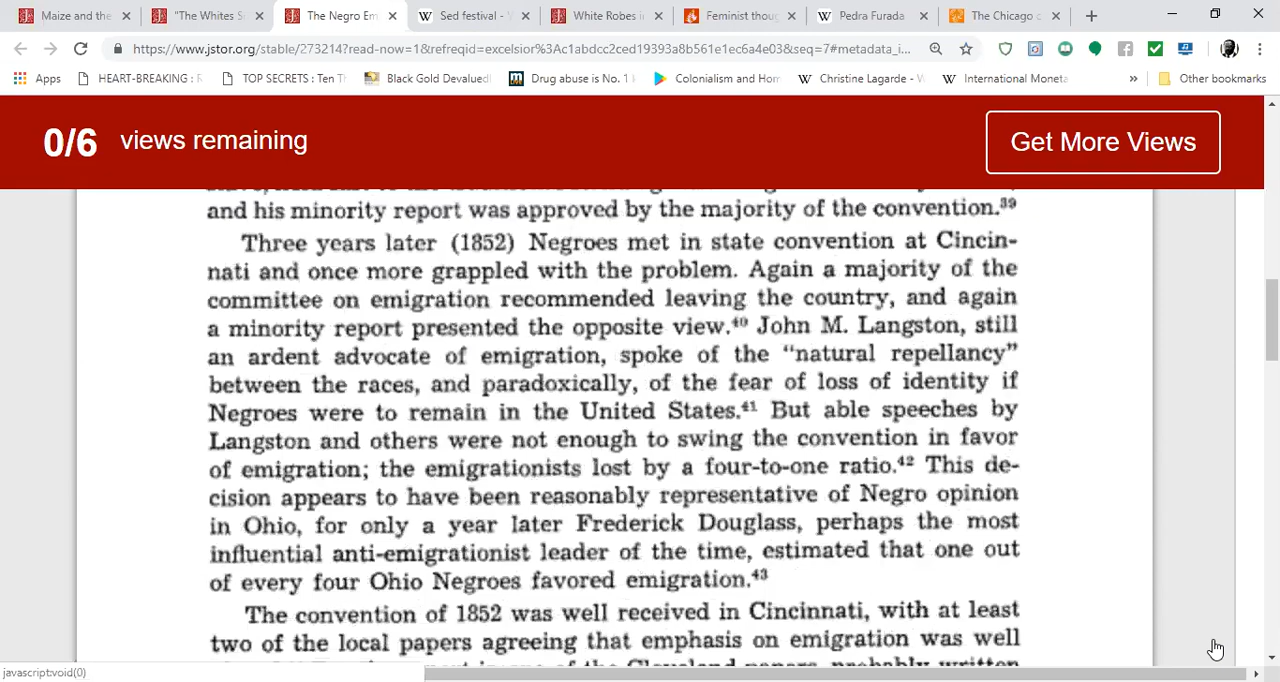 Maize and the
"The Whites St
The Negro Em
Sed festival - W
White Robes i
Feminist thou
Pedra Furada
The Chicago d
https://www.jstor.org/stable/273214?read-now=1&refreqid=excelsior%3Ac1abdcc2ced19393a8b561e1ec6a4e03&seq=7#metadata_i...
Apps
HEART-BREAKING : R
TOP SECRETS : Ten Th
Black Gold Devalued
Drug abuse is No. 1 k
Colonialism and Hom
Christine Lagarde - W
International Moneta
»
Other bookmarks
0/6 views remaining
Get More Views
and his minority report was approved by the majority of the convention.³⁹
Three years later (1852) Negroes met in state convention at Cincin-
nati and once more grappled with the problem. Again a majority of the
committee on emigration recommended leaving the country, and again
a minority report presented the opposite view.⁴⁰ John M. Langston, still
an ardent advocate of emigration, spoke of the "natural repellancy"
between the races, and paradoxically, of the fear of loss of identity if
Negroes were to remain in the United States.⁴¹ But able speeches by
Langston and others were not enough to swing the convention in favor
of emigration; the emigrationists lost by a four-to-one ratio.⁴² This de-
cision appears to have been reasonably representative of Negro opinion
in Ohio, for only a year later Frederick Douglass, perhaps the most
influential anti-emigrationist leader of the time, estimated that one out
of every four Ohio Negroes favored emigration.⁴³
The convention of 1852 was well received in Cincinnati, with at least
two of the local papers agreeing that emphasis on emigration was well
of the Cleveland papers, probably written
javascript:void(0)